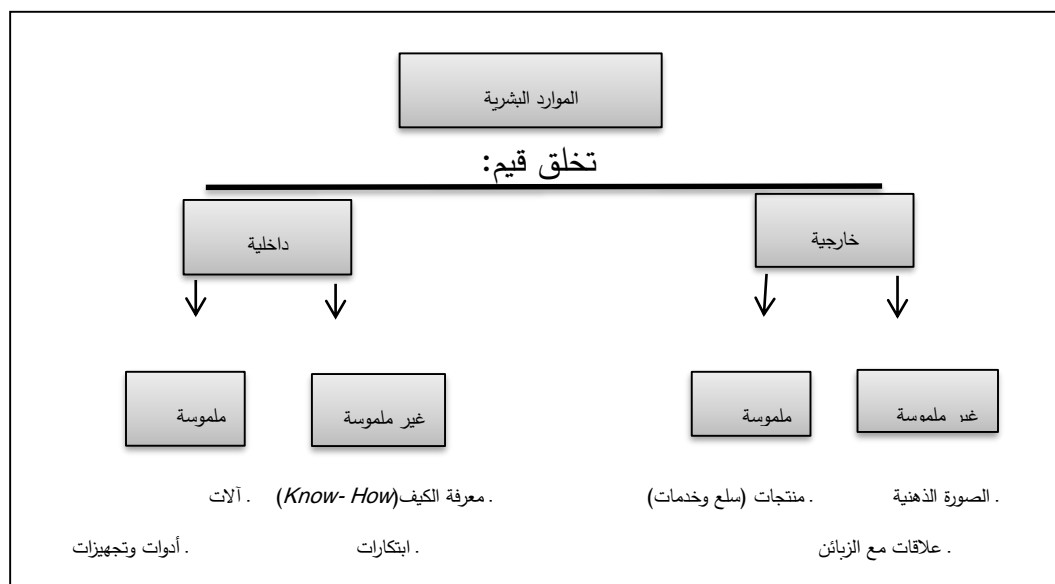 الموارد البشرية
تخلق قيم:
خارجية
داخلية
غير ملموسة
ملموسة
غير ملموسة
ملموسة
. الصورة الذهنية
. منتجات (سلع وخدمات)
. معرفة الكيف(Know- How)
. آلات
. علاقات مع الزبائن
. ابتكارات
. أدوات وتجهيزات